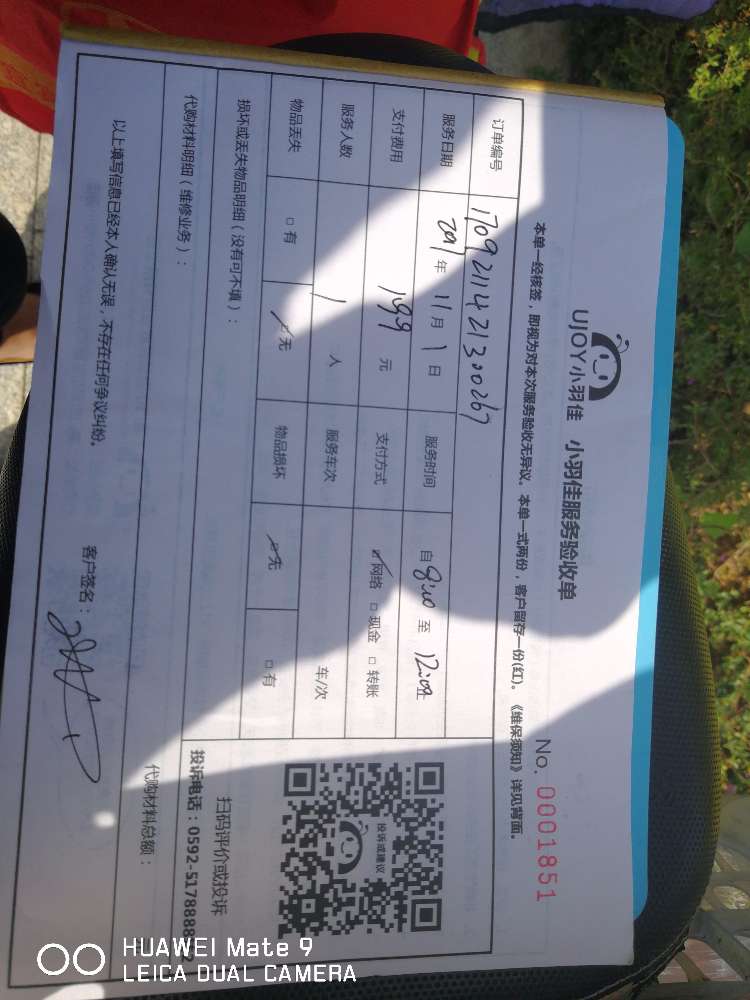 UJOY小羽佳 小羽佳服务验收单
No. 0001851
本单一经核签，即视为对本次服务验收无异议。本单一式两份，客户留存一份(红)。《维保须知》详见背面。
订单编号 170921142130026
服务日期 年 11 月 1 日 服务时间 自 8:00 至 止
支付费用 199 元 支付方式 ☑网络 □现金 □转账
服务人数 1 人 服务车次 车/次
物品丢失 □有 ☑无 物品损坏 ☑无 □有
损坏或丢失物品明细（没有可不填）：
投诉或建议
扫码评价或投诉
投诉电话：0592-5178888
代购材料明细（维修业务）：
代购材料总额：
以上填写信息已经本人确认无误，不存在任何争议纠纷。
客户签名：
HUAWEI Mate 9
LEICA DUAL CAMERA